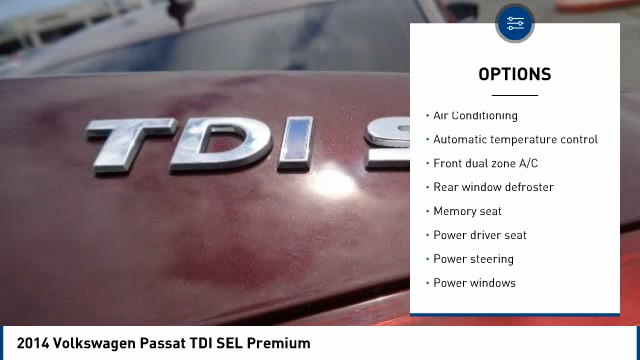 TDI S
OPTIONS
Air Conditioning
Automatic temperature control
Front dual zone A/C
Rear window defroster
Memory seat
Power driver seat
Power steering
Power windows
2014 Volkswagen Passat TDI SEL Premium